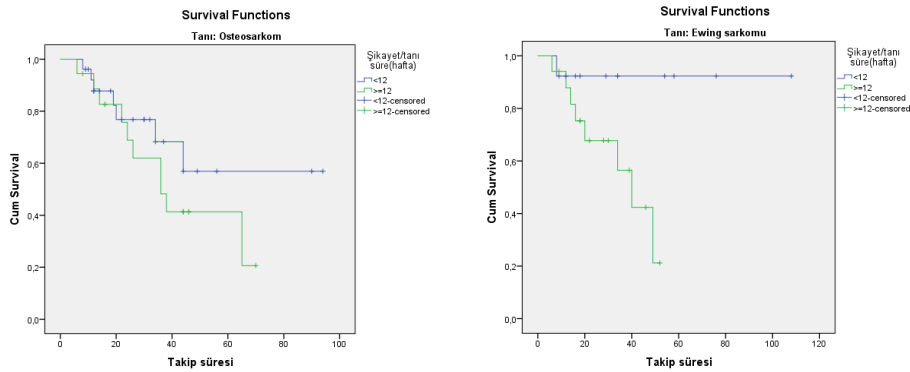 Survival Functions
Tanı: Osteosarkom
Şikayet/tanı
süre(hafta)
<12
>=12
<12-censored
>=12-censored
1,0
0,8
0,6
0,4
0,2
0,0
Cum Survival
0 20 40 60 80 100
Takip süresi
Survival Functions
Tanı: Ewing sarkomu
Şikayet/tanı
süre(hafta)
<12
>=12
<12-censored
>=12-censored
1,0
0,8
0,6
0,4
0,2
0,0
Cum Survival
0 20 40 60 80 100 120
Takip süresi